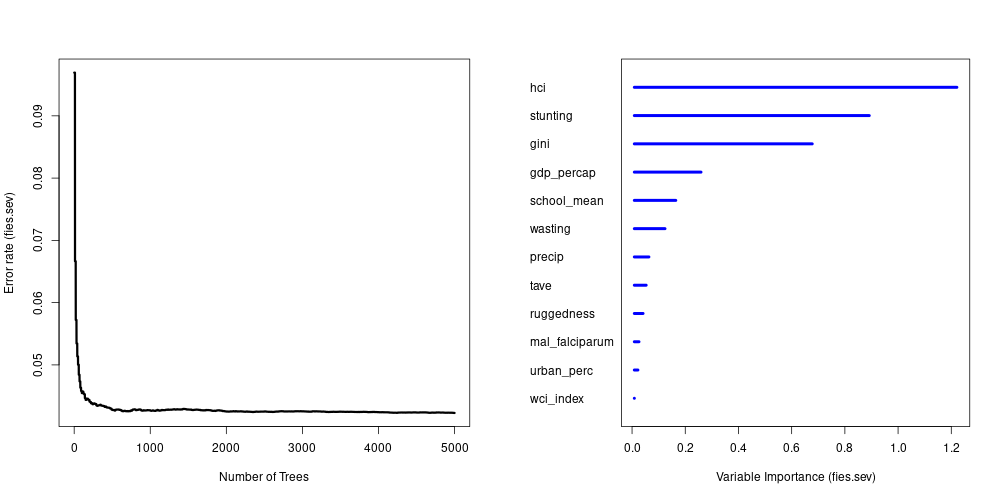 Error rate (fies.sev)
0.09
0.08
0.07
0.06
0.05
0
1000
2000
3000
4000
5000
Number of Trees
hci
stunting
gini
gdp_percap
school_mean
wasting
precip
tave
ruggedness
mal_falciparum
urban_perc
wci_index
0.0
0.2
0.4
0.6
0.8
1.0
1.2
Variable Importance (fies.sev)